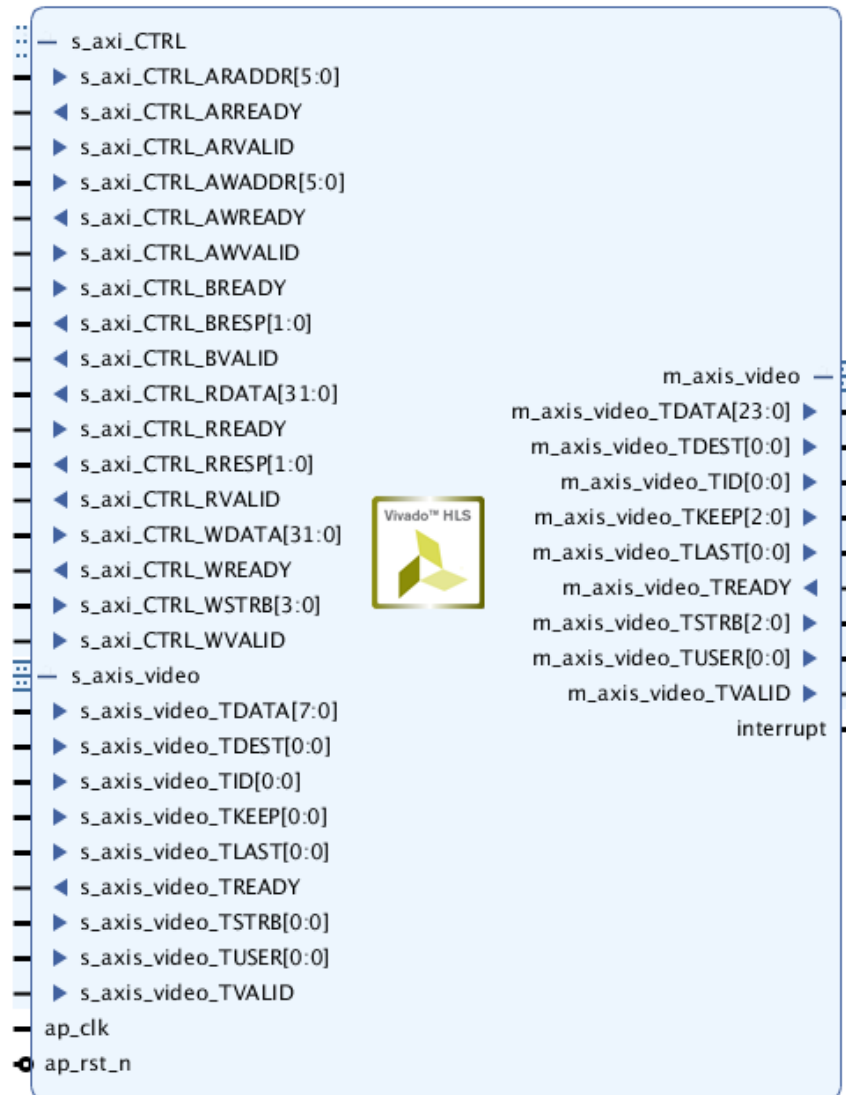 s_axi_CTRL
s_axi_CTRL_ARADDR[5:0]
s_axi_CTRL_ARREADY
s_axi_CTRL_ARVALID
s_axi_CTRL_AWADDR[5:0]
s_axi_CTRL_AWREADY
s_axi_CTRL_AWVALID
s_axi_CTRL_BREADY
s_axi_CTRL_BRESP[1:0]
s_axi_CTRL_BVALID
s_axi_CTRL_RDATA[31:0]
s_axi_CTRL_RREADY
s_axi_CTRL_RRESP[1:0]
s_axi_CTRL_RVALID
s_axi_CTRL_WDATA[31:0]
s_axi_CTRL_WREADY
s_axi_CTRL_WSTRB[3:0]
s_axi_CTRL_WVALID
s_axis_video
s_axis_video_TDATA[7:0]
s_axis_video_TDEST[0:0]
s_axis_video_TID[0:0]
s_axis_video_TKEEP[0:0]
s_axis_video_TLAST[0:0]
s_axis_video_TREADY
s_axis_video_TSTRB[0:0]
s_axis_video_TUSER[0:0]
s_axis_video_TVALID
ap_clk
ap_rst_n
Vivado™ HLS
m_axis_video
m_axis_video_TDATA[23:0]
m_axis_video_TDEST[0:0]
m_axis_video_TID[0:0]
m_axis_video_TKEEP[2:0]
m_axis_video_TLAST[0:0]
m_axis_video_TREADY
m_axis_video_TSTRB[2:0]
m_axis_video_TUSER[0:0]
m_axis_video_TVALID
interrupt